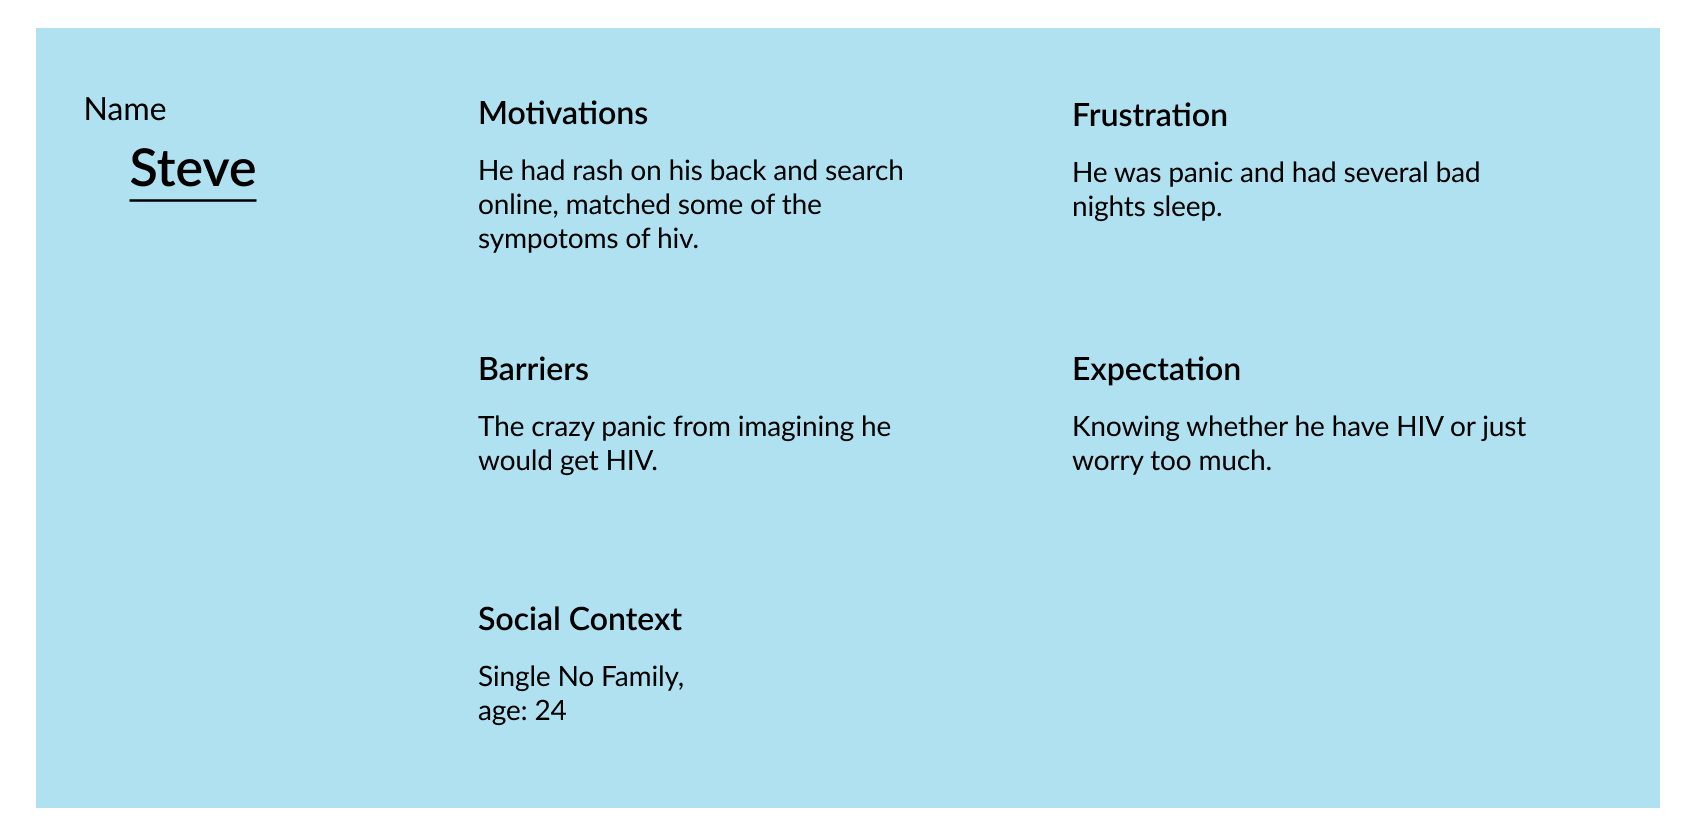 Name
Steve
Motivations
He had rash on his back and search
online, matched some of the
sympotoms of hiv.
Frustration
He was panic and had several bad
nights sleep.
Barriers
The crazy panic from imagining he
would get HIV.
Expectation
Knowing whether he have HIV or just
worry too much.
Social Context
Single No Family,
age: 24